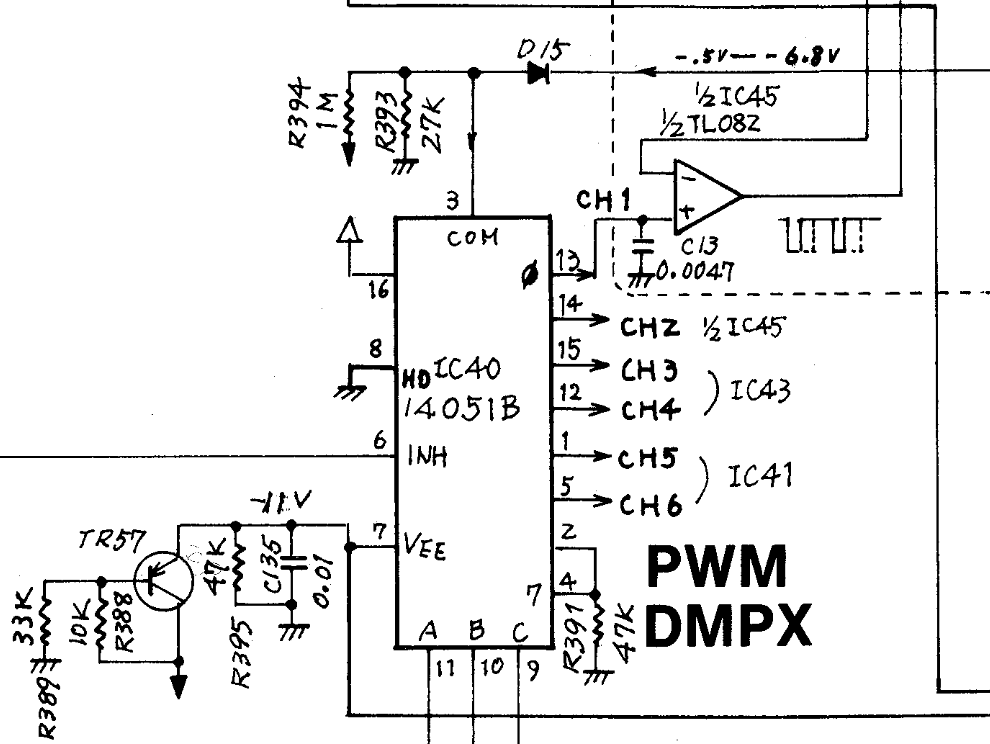 D15
-.5V— -6.8V
R394
1M
R393
27K
½IC45
½TL082
3
CH1
−
+
COM
16
13
Ø
C13
0.0047
14
CH2 ½IC45
8
15
CH3
HD IC40
IC43
14051B
12
CH4
6
INH
1
CH5
IC41
5
CH6
-11V
TR57
7
VEE
2
47K
C135
0.01
PWM
4
7
33K
10K
R388
R391
47K
DMPX
R395
A B C
11 10 9
R389